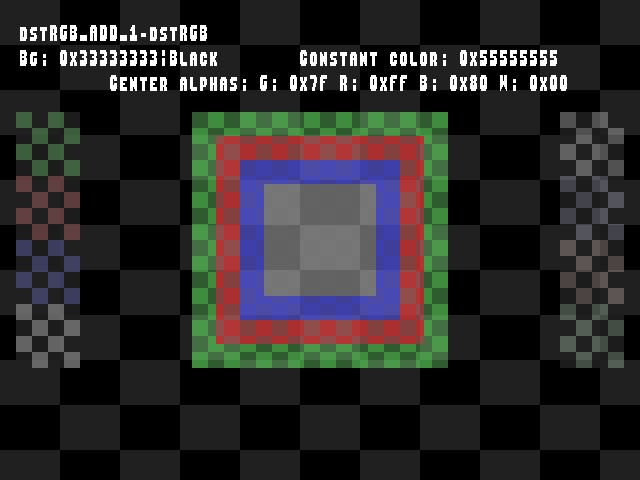 dstRGB_ADD_1-dstRGB
Bg: 0x33333333;Black Constant color: 0x55555555
Center alphas: G: 0x7F R: 0xFF B: 0x80 W: 0x00